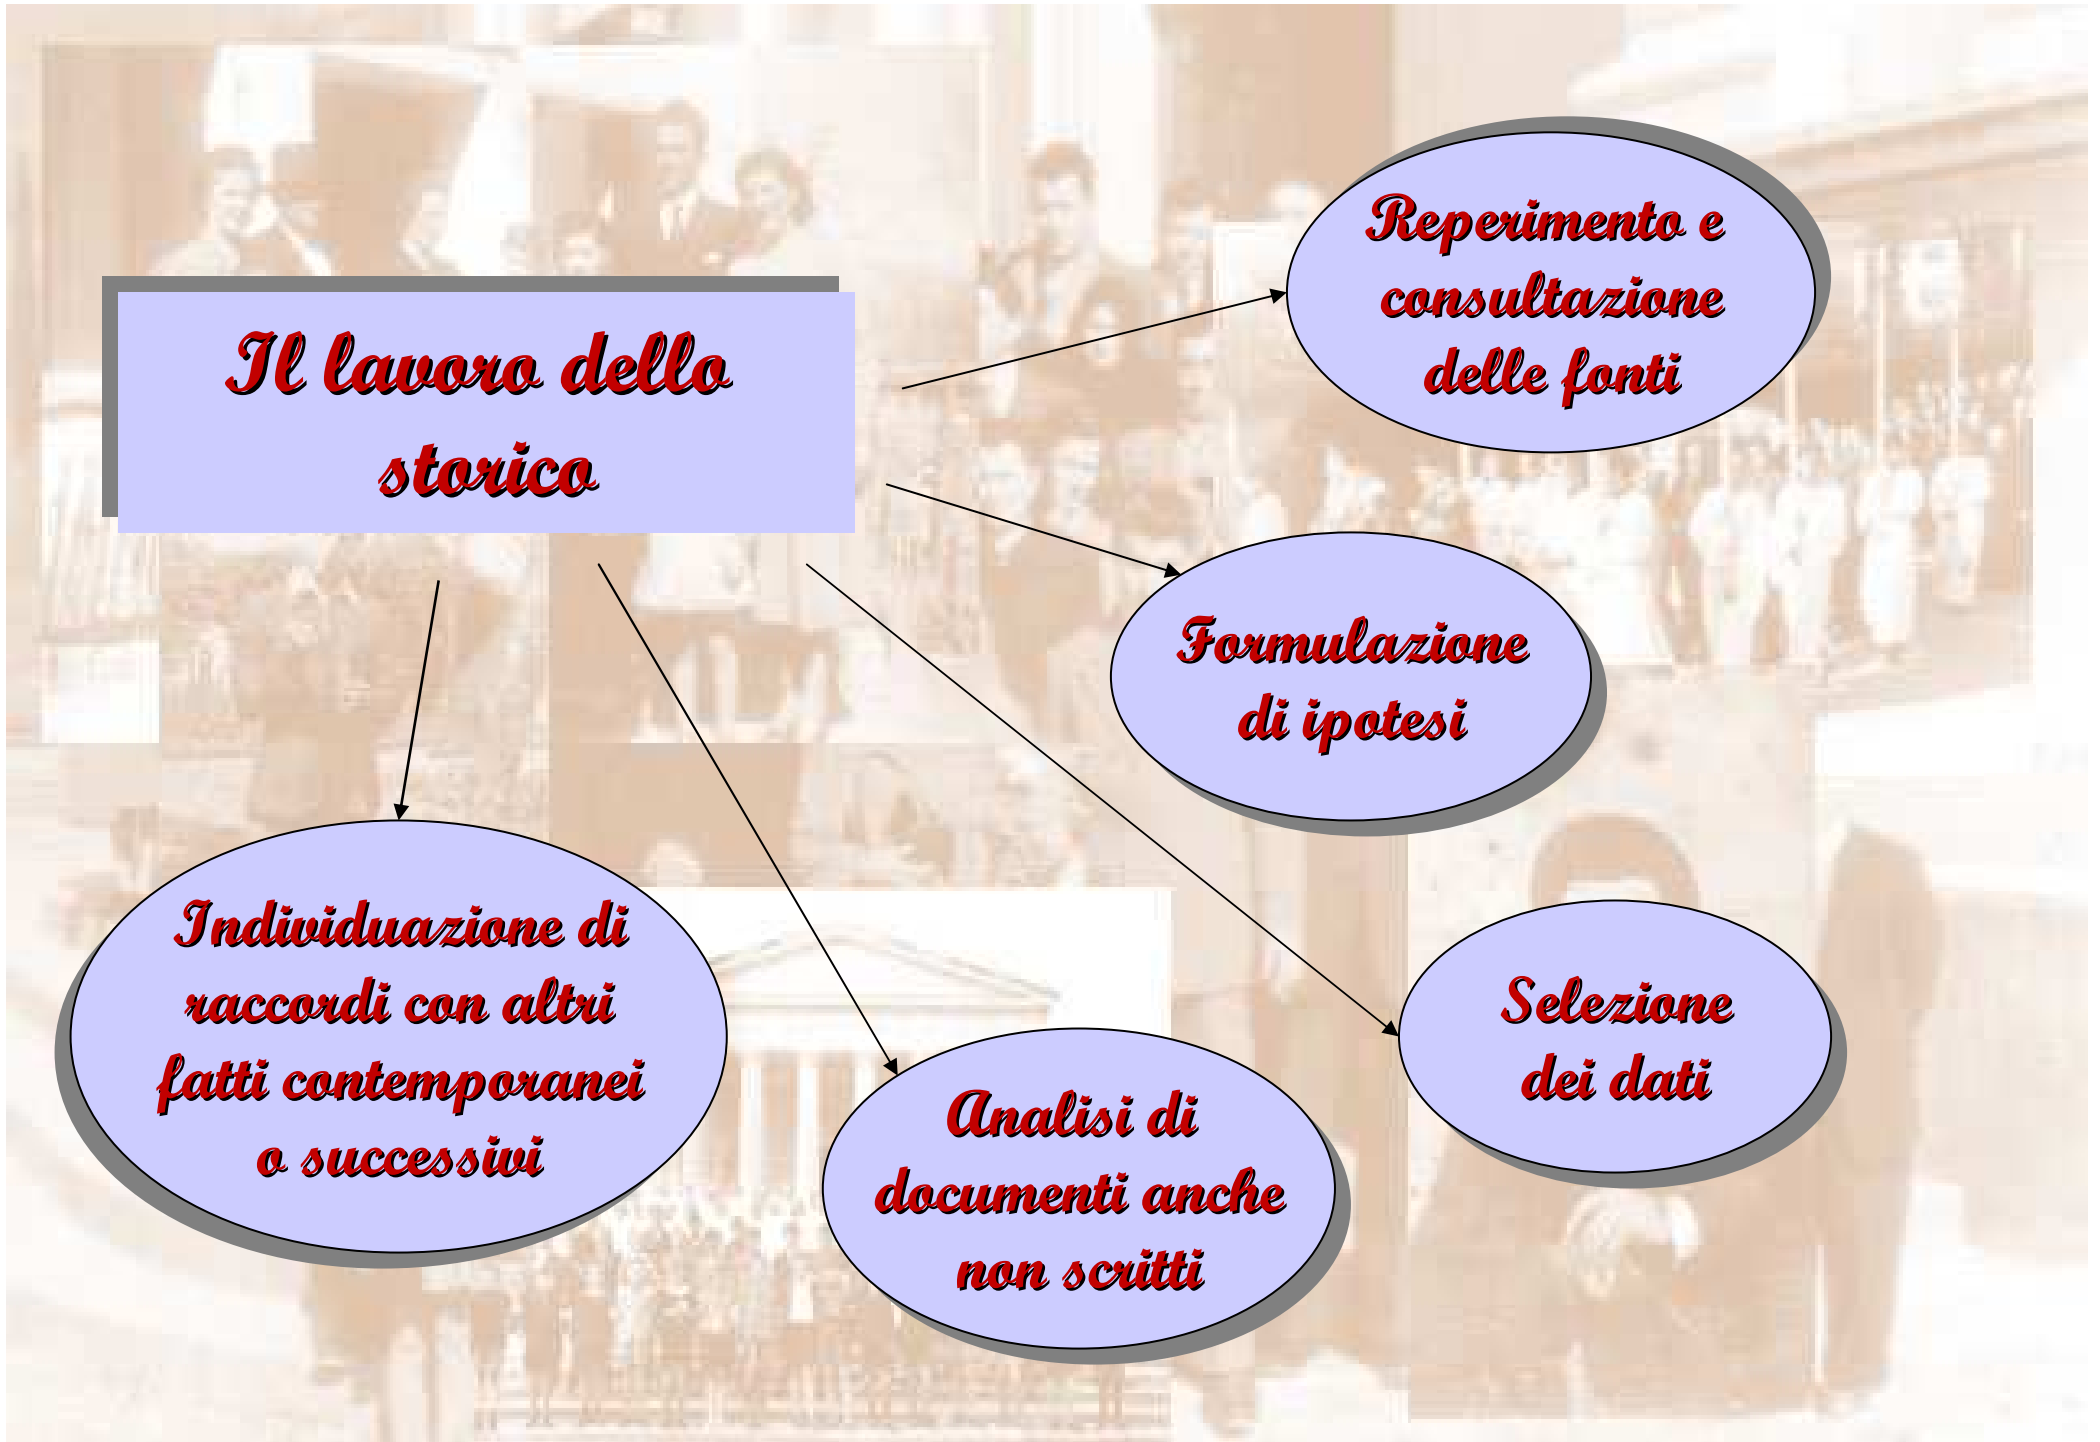 Il lavoro dello
storico
Reperimento e
consultazione
delle fonti
Formulazione
di ipotesi
Selezione
dei dati
Analisi di
documenti anche
non scritti
Individuazione di
raccordi con altri
fatti contemporanei
o successivi